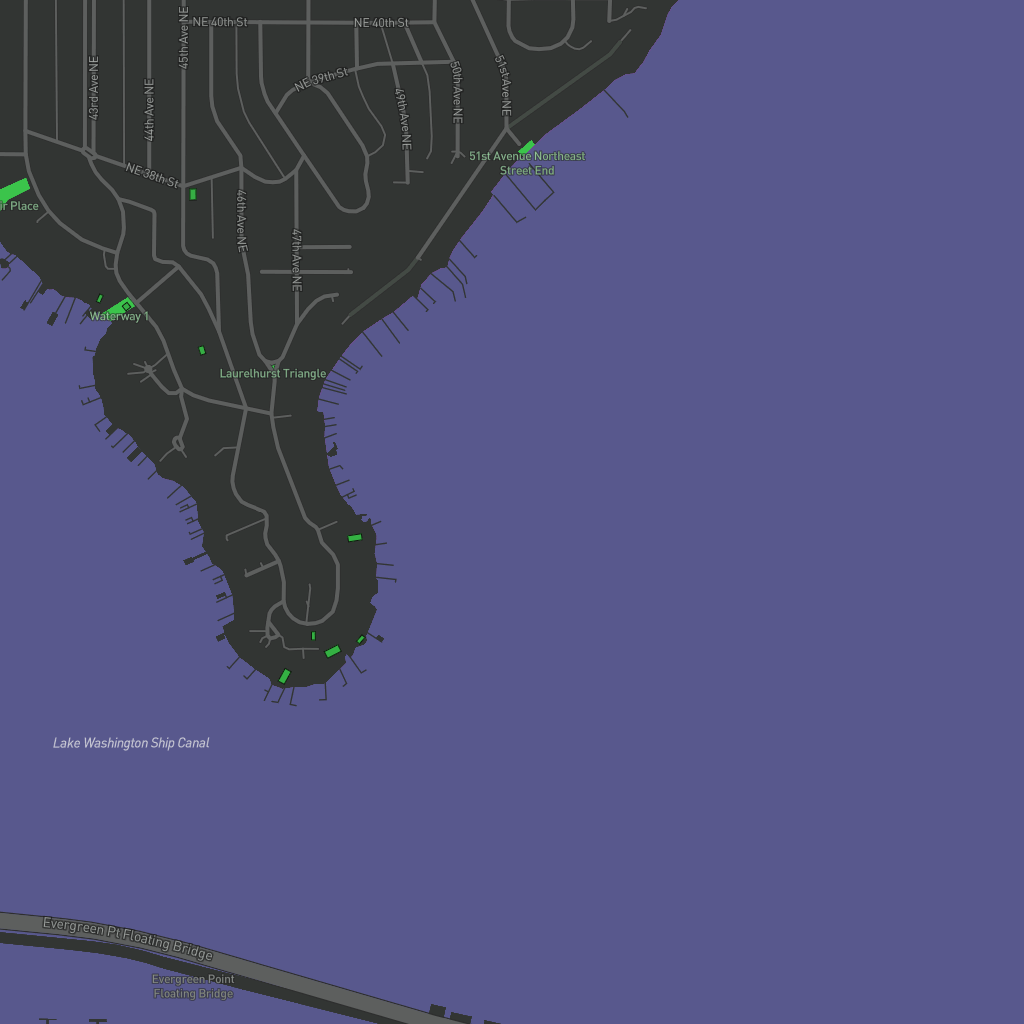 NE 40th St
NE 40th St
45th Ave NE
43rd Ave NE
44th Ave NE
NE 39th St
49th Ave NE
50th Ave NE
51st Ave NE
51st Avenue Northeast
Street End
NE 38th St
46th Ave NE
47th Ave NE
Place
Waterway 1
Laurelhurst Triangle
Lake Washington Ship Canal
Evergreen Pt Floating Bridge
Evergreen Point
Floating Bridge